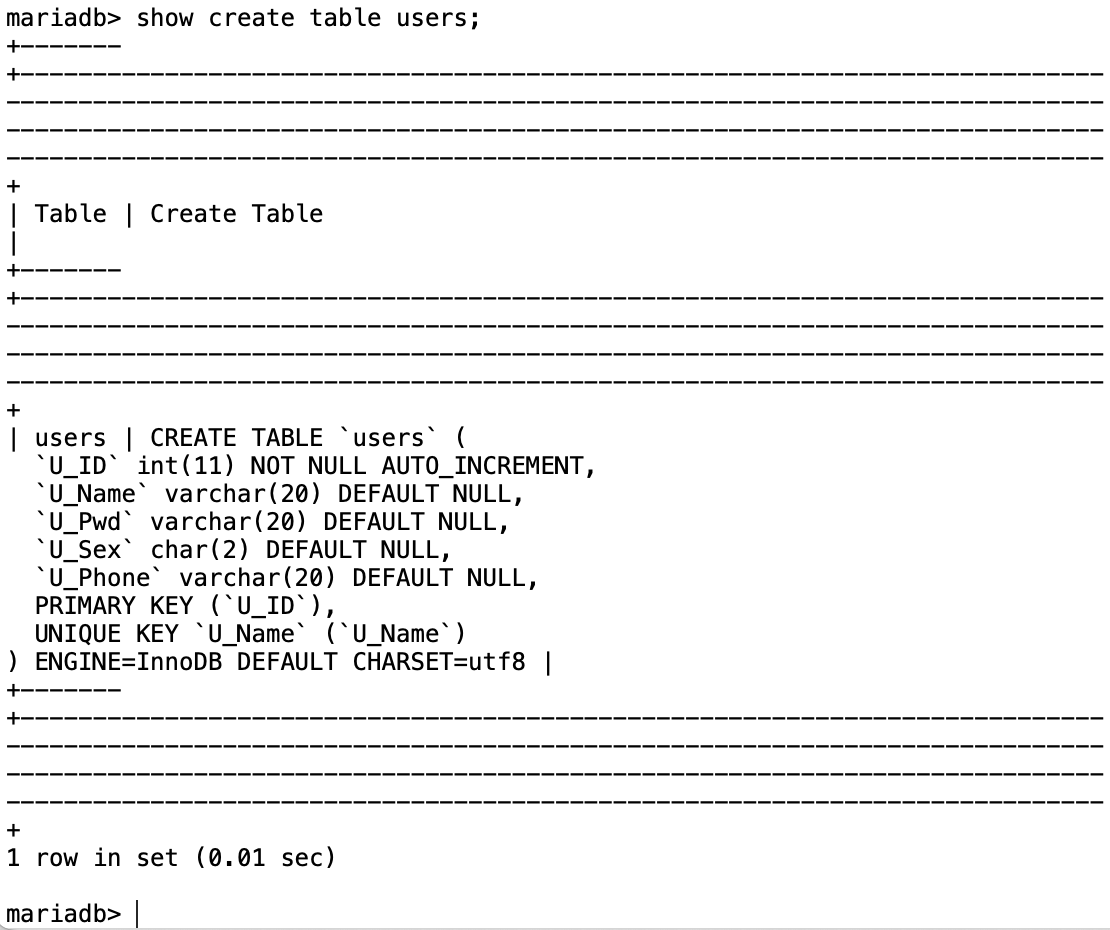 mariadb> show create table users;
+-------
+---------------------------------------------------------------------------
----------------------------------------------------------------------------
----------------------------------------------------------------------------
----------------------------------------------------------------------------
+
| Table | Create Table
|
+-------
+---------------------------------------------------------------------------
----------------------------------------------------------------------------
----------------------------------------------------------------------------
----------------------------------------------------------------------------
+
| users | CREATE TABLE `users` (
  `U_ID` int(11) NOT NULL AUTO_INCREMENT,
  `U_Name` varchar(20) DEFAULT NULL,
  `U_Pwd` varchar(20) DEFAULT NULL,
  `U_Sex` char(2) DEFAULT NULL,
  `U_Phone` varchar(20) DEFAULT NULL,
  PRIMARY KEY (`U_ID`),
  UNIQUE KEY `U_Name` (`U_Name`)
) ENGINE=InnoDB DEFAULT CHARSET=utf8 |
+-------
+---------------------------------------------------------------------------
----------------------------------------------------------------------------
----------------------------------------------------------------------------
----------------------------------------------------------------------------
+
1 row in set (0.01 sec)

mariadb>